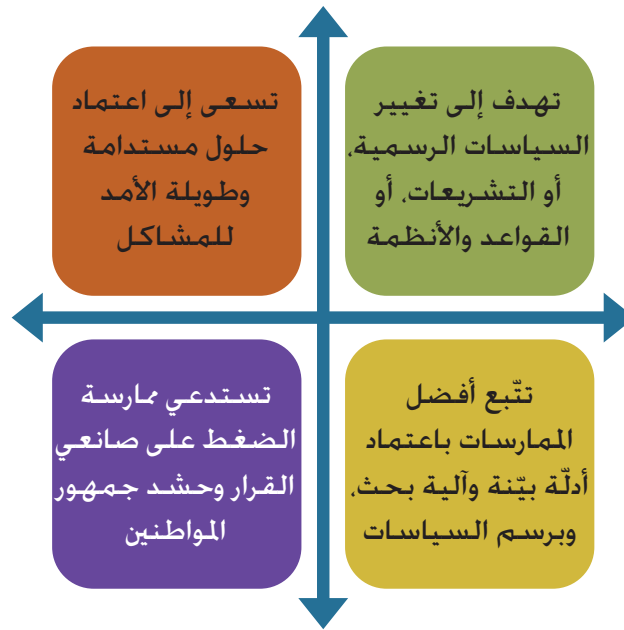 تهدف إلى تغيير
السياسات الرسمية،
أو التشريعات، أو
القواعد والأنظمة
تسعى إلى اعتماد
حلول مستدامة
وطويلة الأمد
للمشاكل
تتّبع أفضل
الممارسات باعتماد
أدلّة بيّنة وآلية بحث،
وبرسم السياسات
تستدعي ممارسة
الضغط على صانعي
القرار وحشد جمهور
المواطنين